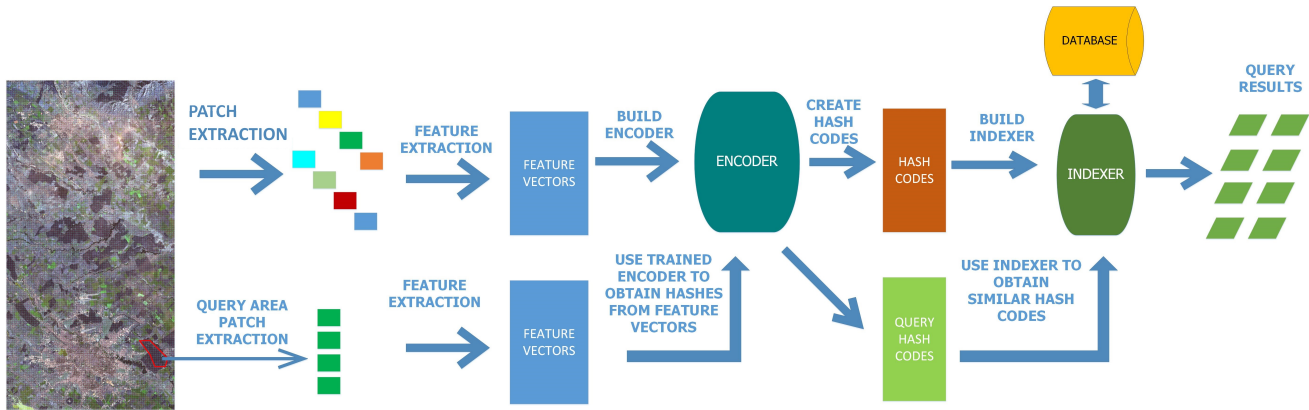 PATCH
EXTRACTION
FEATURE
EXTRACTION
FEATURE
VECTORS
BUILD
ENCODER
ENCODER
CREATE
HASH
CODES
HASH
CODES
BUILD
INDEXER
DATABASE
INDEXER
QUERY
RESULTS
QUERY AREA
PATCH
EXTRACTION
FEATURE
EXTRACTION
FEATURE
VECTORS
USE TRAINED
ENCODER TO
OBTAIN HASHES
FROM FEATURE
VECTORS
QUERY
HASH
CODES
USE INDEXER TO
OBTAIN
SIMILAR HASH
CODES